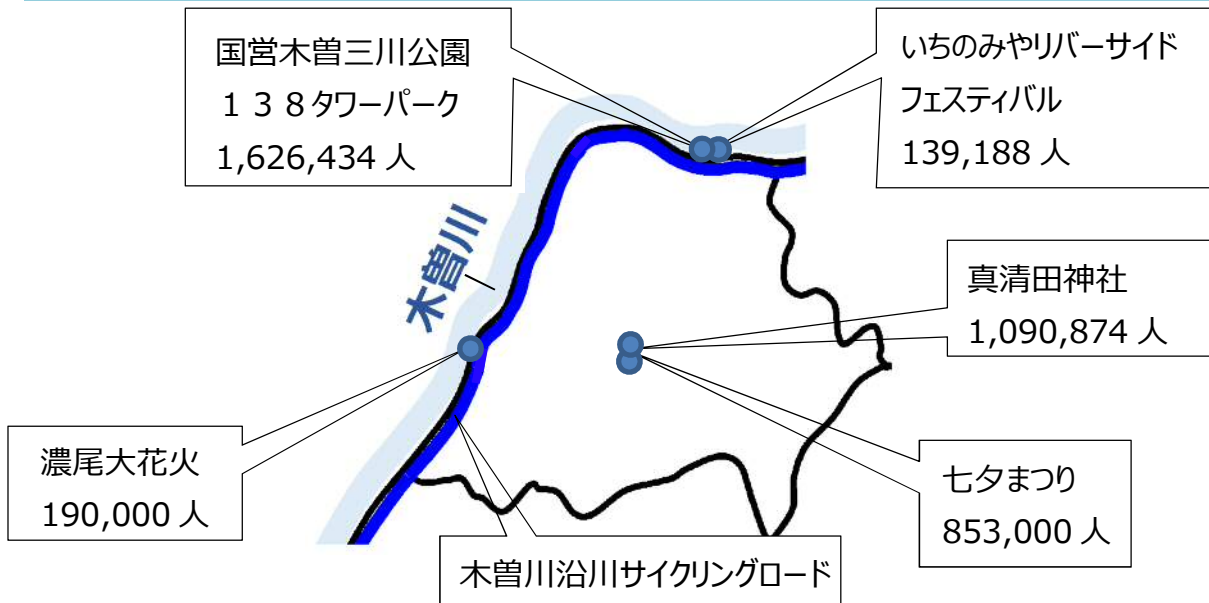 国営木曽三川公園
１３８タワーパーク
1,626,434 人
いちのみやリバーサイド
フェスティバル
139,188 人
木曽川
真清田神社
1,090,874 人
濃尾大花火
190,000 人
七夕まつり
853,000 人
木曽川沿川サイクリングロード